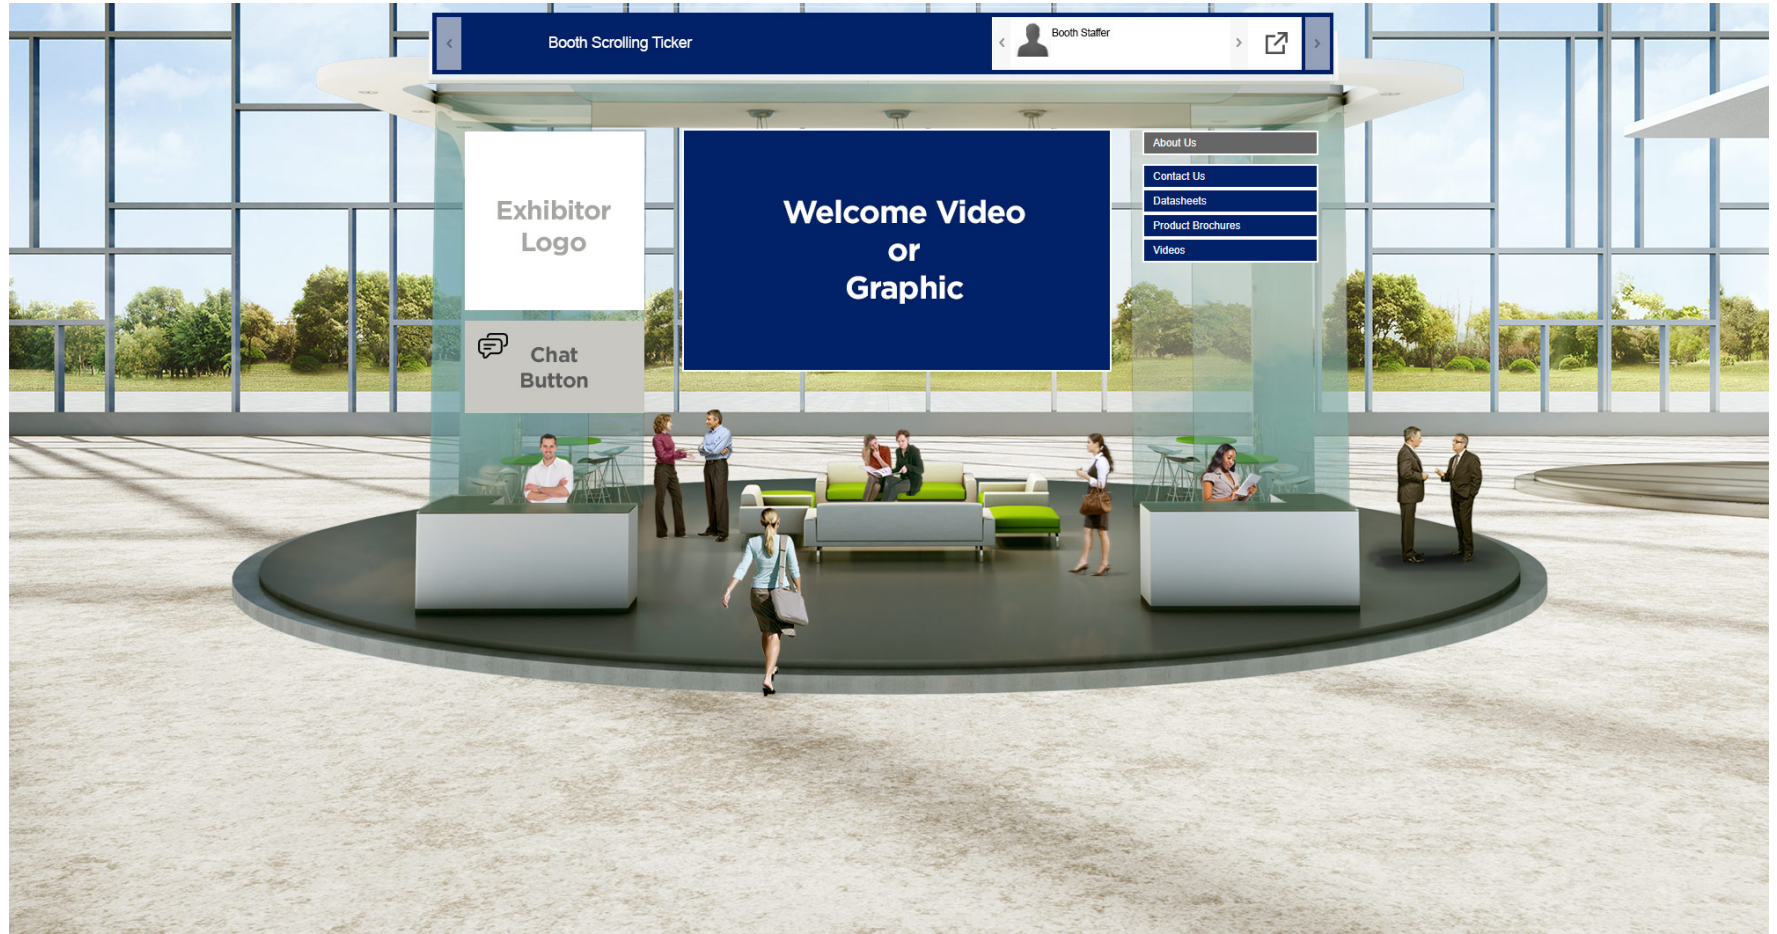 Booth Scrolling Ticker
Booth Staffer
Exhibitor
Logo
Chat
Button
Welcome Video
or
Graphic
About Us
Contact Us
Datasheets
Product Brochures
Videos